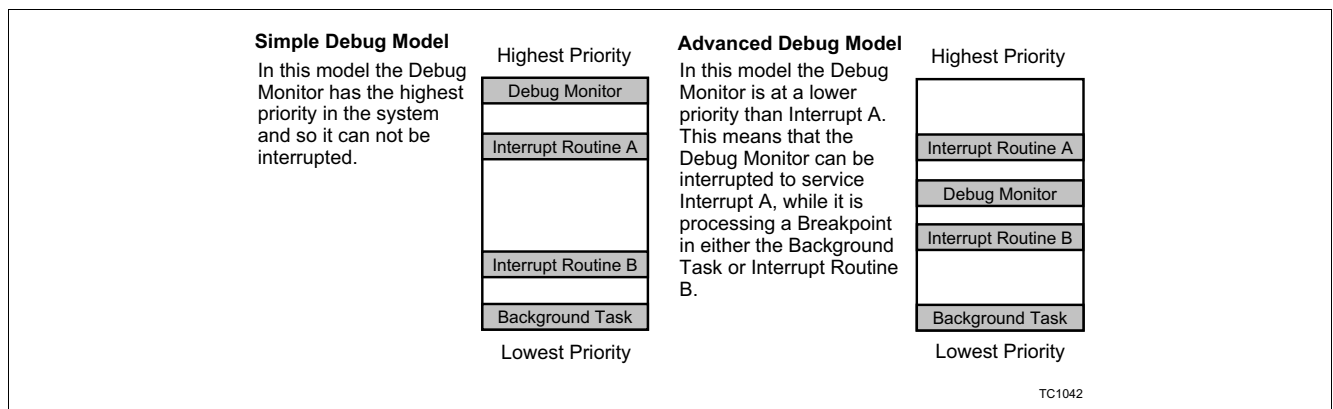 Simple Debug Model
In this model the Debug
Monitor has the highest
priority in the system
and so it can not be
interrupted.
Highest Priority
Debug Monitor
Interrupt Routine A
Interrupt Routine B
Background Task
Lowest Priority
Advanced Debug Model
In this model the Debug
Monitor is at a lower
priority than Interrupt A.
This means that the
Debug Monitor can be
interrupted to service
Interrupt A, while it is
processing a Breakpoint
in either the Background
Task or Interrupt Routine
B.
Highest Priority
Interrupt Routine A
Debug Monitor
Interrupt Routine B
Background Task
Lowest Priority
TC1042